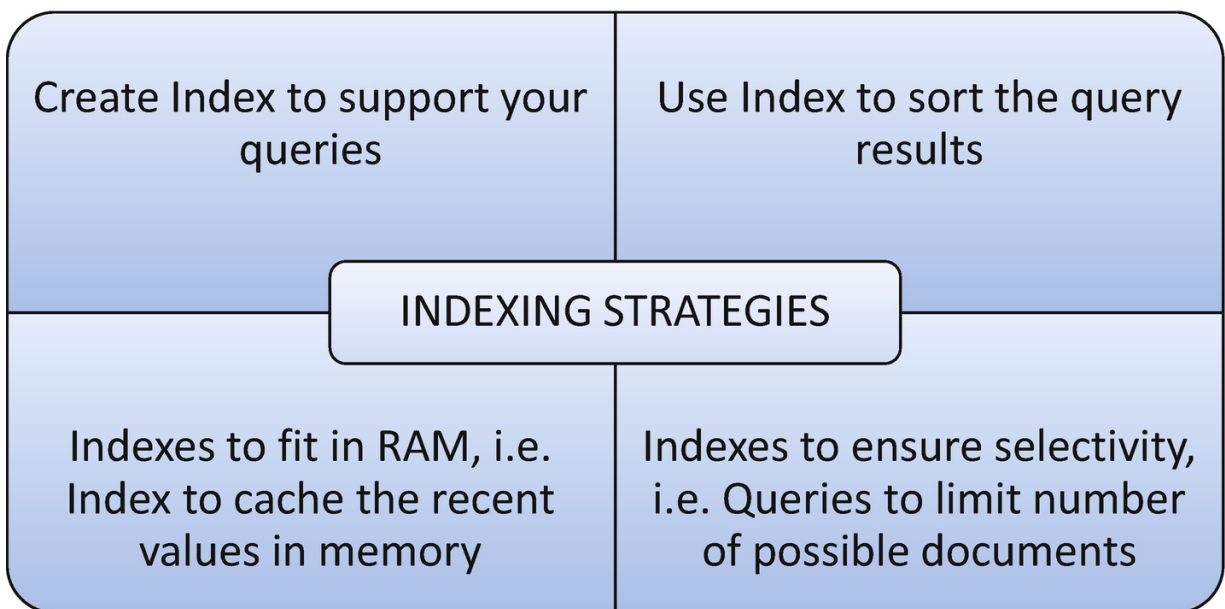 Create Index to support your
queries
Use Index to sort the query
results
INDEXING STRATEGIES
Indexes to fit in RAM, i.e.
Index to cache the recent
values in memory
Indexes to ensure selectivity,
i.e. Queries to limit number
of possible documents